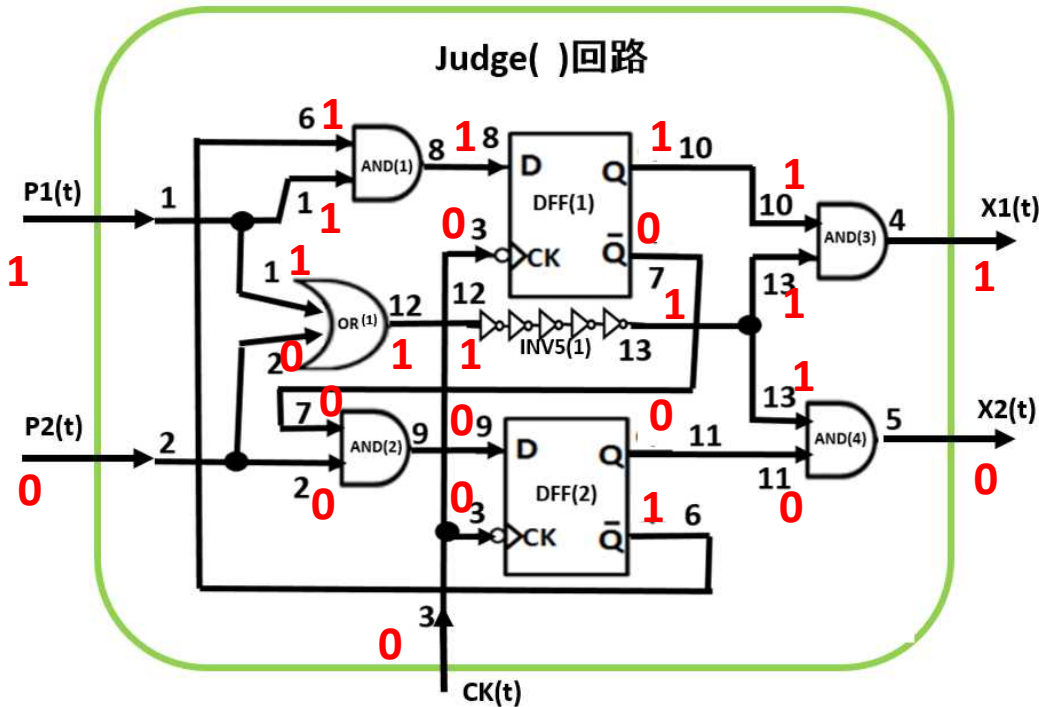 Judge( )回路
6 1
AND(1)
8 1 8
D
Q
1 10
DFF(1)
P1(t)
1
1
1
1
0 3
CK
Q̄
0
7
1
10
AND(3)
4
X1(t)
1
1
1
OR(1)
12
1
12
1
INV5(1)
1
13
13
1
2
0
7
0
P2(t)
0
2
AND(2)
9
0
9
D
Q
0
11
DFF(2)
2
0
0
3
CK
Q̄
1
6
13
1
AND(4)
11
0
5
X2(t)
0
3
0
CK(t)